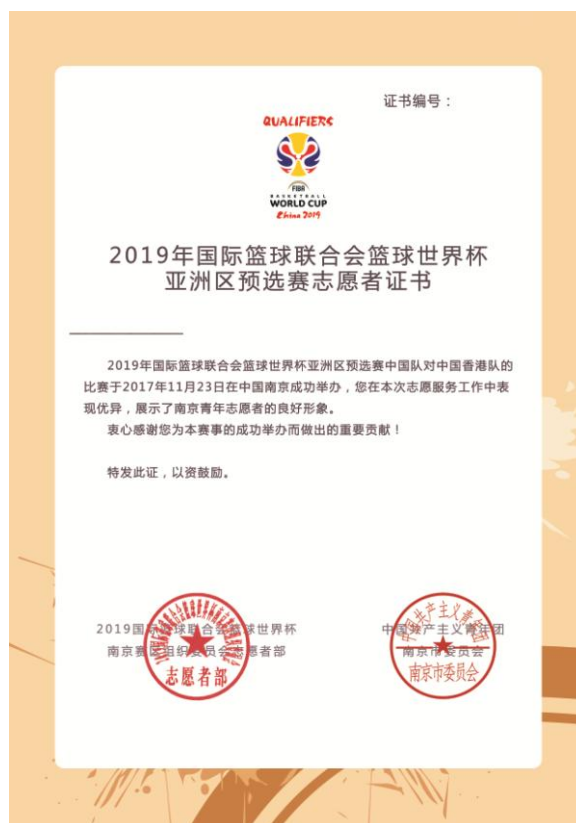 证书编号：
QUALIFIERS
FIBA
BASKETBALL
WORLD CUP
China 2019
2019年国际篮球联合会篮球世界杯
亚洲区预选赛志愿者证书
2019年国际篮球联合会篮球世界杯亚洲区预选赛中国队对中国香港队的
比赛于2017年11月23日在中国南京成功举办，您在本次志愿服务工作中表
现优异，展示了南京青年志愿者的良好形象。
衷心感谢您为本赛事的成功举办而做出的重要贡献！
特发此证，以资鼓励。
2019国际篮球联合会篮球世界杯
南京赛区组织委员会志愿者部
志愿者部
中国共产主义青年团
南京市委员会
中国共产主义青年团
南京市委员会